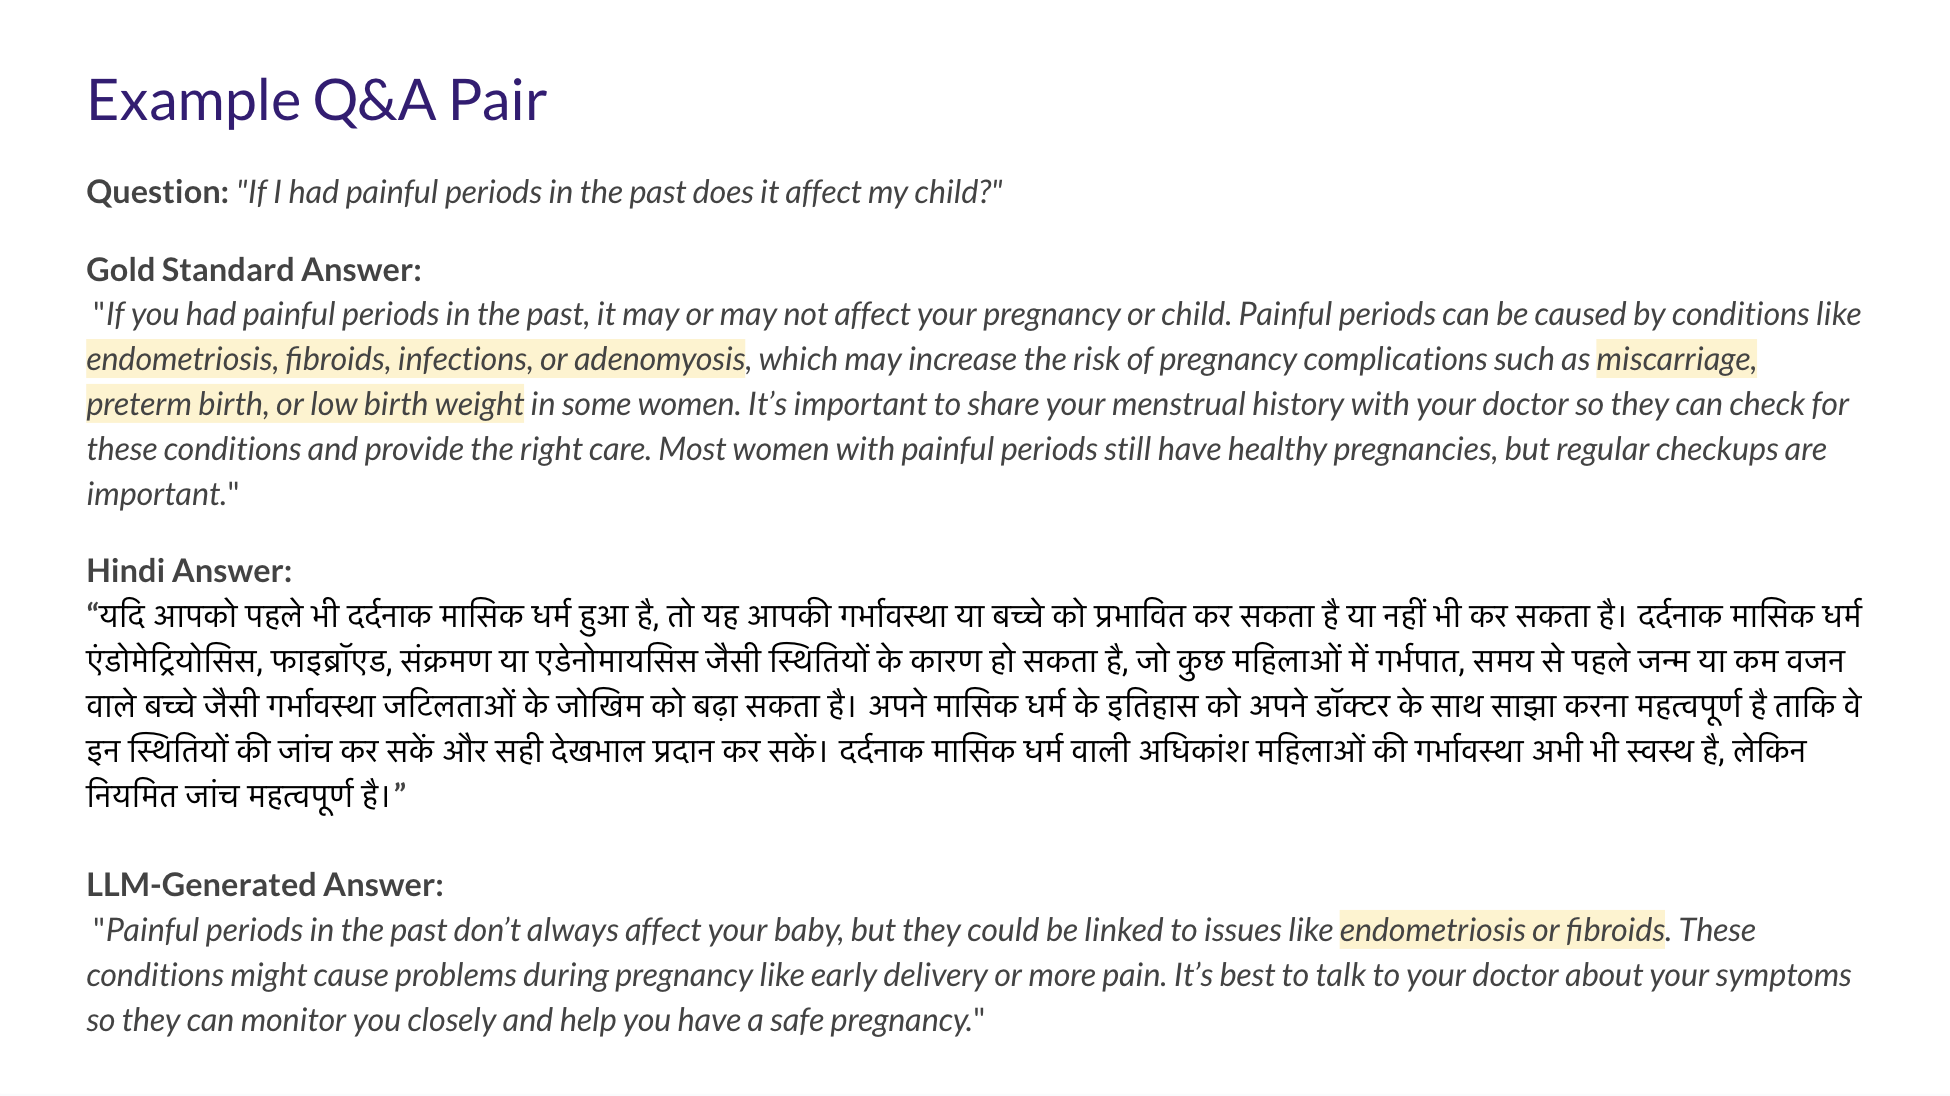 Example Q&A Pair
Question: "If I had painful periods in the past does it affect my child?"
Gold Standard Answer:
"If you had painful periods in the past, it may or may not affect your pregnancy or child. Painful periods can be caused by conditions like
endometriosis, fibroids, infections, or adenomyosis, which may increase the risk of pregnancy complications such as miscarriage,
preterm birth, or low birth weight in some women. It’s important to share your menstrual history with your doctor so they can check for
these conditions and provide the right care. Most women with painful periods still have healthy pregnancies, but regular checkups are
important."
Hindi Answer:
“यदि आपको पहले भी दर्दनाक मासिक धर्म हुआ है, तो यह आपकी गर्भावस्था या बच्चे को प्रभावित कर सकता है या नहीं भी कर सकता है। दर्दनाक मासिक धर्म
एंडोमेट्रियोसिस, फाइब्रॉएड, संक्रमण या एडेनोमायसिस जैसी स्थितियों के कारण हो सकता है, जो कुछ महिलाओं में गर्भपात, समय से पहले जन्म या कम वजन
वाले बच्चे जैसी गर्भावस्था जटिलताओं के जोखिम को बढ़ा सकता है। अपने मासिक धर्म के इतिहास को अपने डॉक्टर के साथ साझा करना महत्वपूर्ण है ताकि वे
इन स्थितियों की जांच कर सकें और सही देखभाल प्रदान कर सकें। दर्दनाक मासिक धर्म वाली अधिकांश महिलाओं की गर्भावस्था अभी भी स्वस्थ है, लेकिन
नियमित जांच महत्वपूर्ण है।”
LLM-Generated Answer:
"Painful periods in the past don’t always affect your baby, but they could be linked to issues like endometriosis or fibroids. These
conditions might cause problems during pregnancy like early delivery or more pain. It’s best to talk to your doctor about your symptoms
so they can monitor you closely and help you have a safe pregnancy."